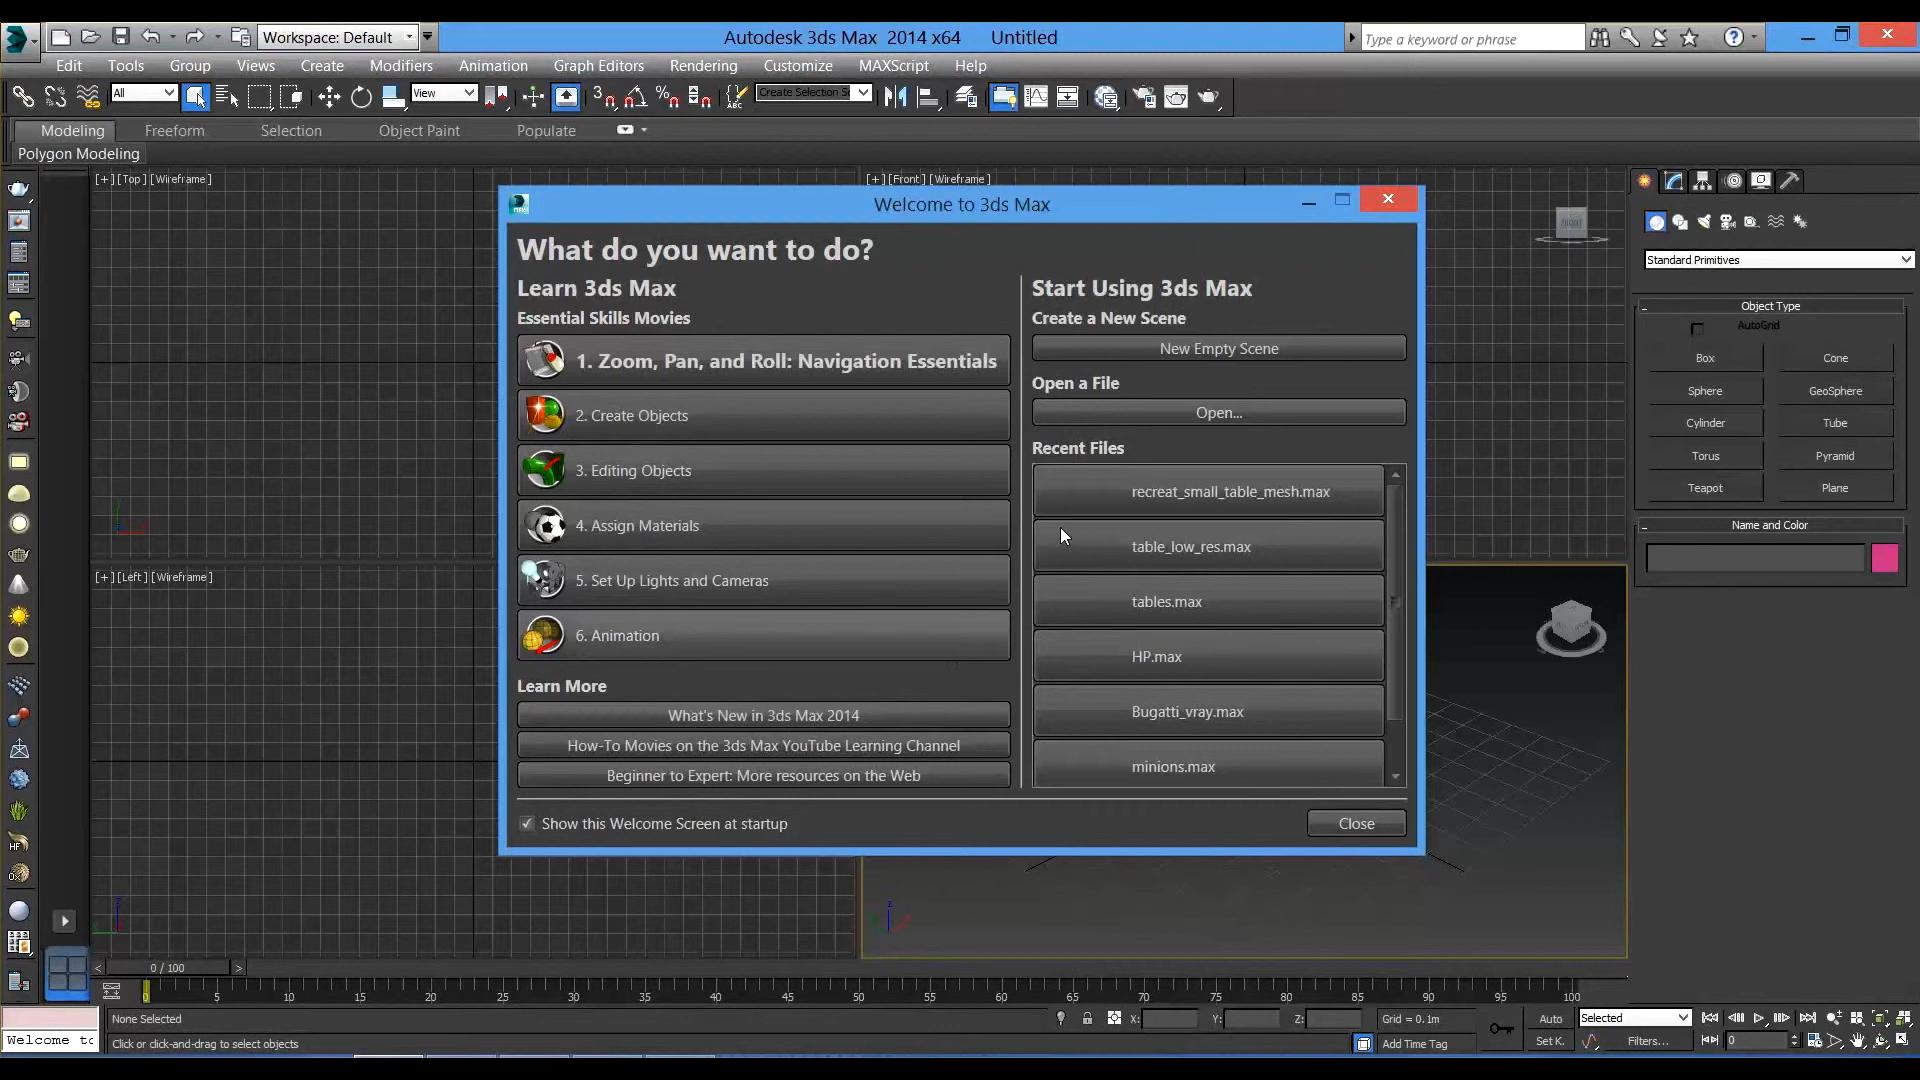 Workspace: Default
Autodesk 3ds Max 2014 x64 Untitled
Type a keyword or phrase
Edit Tools Group Views Create Modifiers Animation Graph Editors Rendering Customize MAXScript Help
All
View
3
ABC
Modeling Freeform Selection Object Paint Populate
Polygon Modeling
[+] [Top] [Wireframe]
[+] [Front] [Wireframe]
Standard Primitives
Object Type
AutoGrid
Box Cone
Sphere GeoSphere
Cylinder Tube
Torus Pyramid
Teapot Plane
Name and Color
Welcome to 3ds Max
What do you want to do?
Learn 3ds Max
Essential Skills Movies
1. Zoom, Pan, and Roll: Navigation Essentials
2. Create Objects
3. Editing Objects
4. Assign Materials
5. Set Up Lights and Cameras
6. Animation
Learn More
What's New in 3ds Max 2014
How-To Movies on the 3ds Max YouTube Learning Channel
Beginner to Expert: More resources on the Web
Show this Welcome Screen at startup
Start Using 3ds Max
Create a New Scene
New Empty Scene
Open a File
Open...
Recent Files
recreat_small_table_mesh.max
table_low_res.max
tables.max
HP.max
Bugatti_vray.max
minions.max
Close
[+] [Left] [Wireframe]
HF
0 / 100
0 5 10 15 20 25 30 35 40 45 50 55 60 65 70 75 80 85 90 95 100
None Selected
X: Y: Z: Grid = 0.1m
Auto Selected
Welcome to
Click or click-and-drag to select objects
Add Time Tag
Set K. Filters... 0